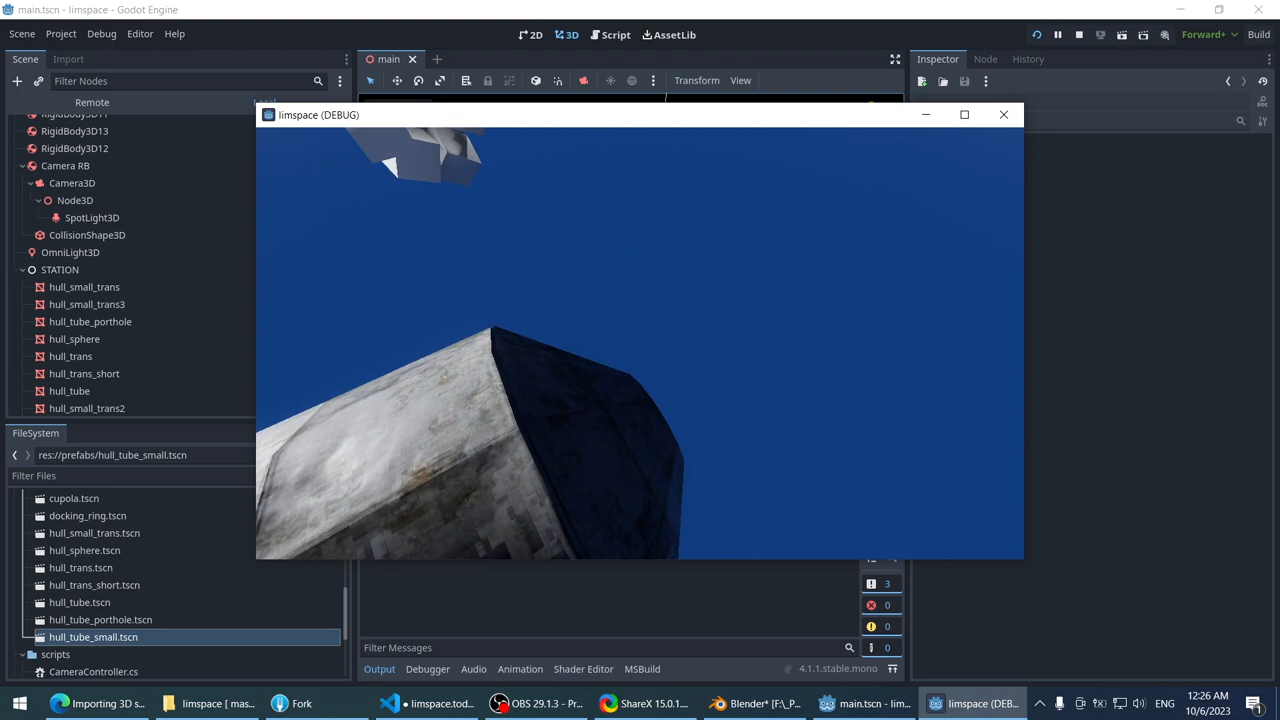 main.tscn - limspace - Godot Engine
Scene Project Debug Editor Help
2D 3D Script AssetLib
Forward+ Build
Scene Import
main
Inspector Node History
Filter Nodes
Transform View
Remote
limspace (DEBUG)
RigidBody3D13
RigidBody3D12
Camera RB
Camera3D
Node3D
SpotLight3D
CollisionShape3D
OmniLight3D
STATION
hull_small_trans
hull_small_trans3
hull_tube_porthole
hull_sphere
hull_trans
hull_trans_short
hull_tube
hull_small_trans2
FileSystem
res://prefabs/hull_tube_small.tscn
Filter Files
cupola.tscn
docking_ring.tscn
hull_small_trans.tscn
hull_sphere.tscn
hull_trans.tscn
hull_trans_short.tscn
hull_tube.tscn
hull_tube_porthole.tscn
hull_tube_small.tscn
scripts
CameraController.cs
3
0
0
0
Filter Messages
Output Debugger Audio Animation Shader Editor MSBuild
4.1.1.stable.mono
Importing 3D s...
limspace [ mas...
Fork
• limspace.tod...
OBS 29.1.3 - Pr...
ShareX 15.0.1...
Blender* [F:\_P...
main.tscn - lim...
limspace (DEB...
ENG
12:26 AM
10/6/2023
1